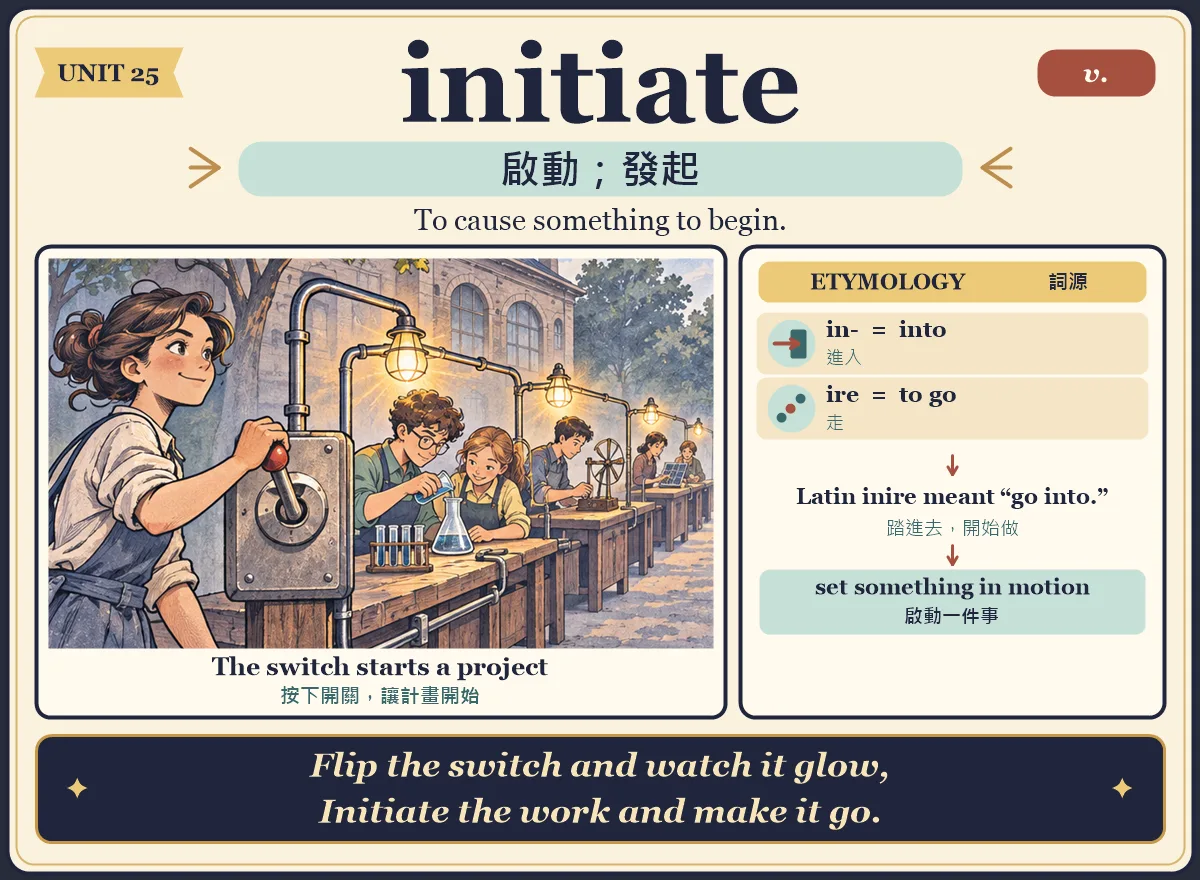 UNIT 25
initiate
v.
啟動；發起
To cause something to begin.
The switch starts a project
按下開關，讓計畫開始
ETYMOLOGY 詞源
in- = into
進入
ire = to go
走
Latin inire meant “go into.”
踏進去，開始做
set something in motion
啟動一件事
Flip the switch and watch it glow,
Initiate the work and make it go.